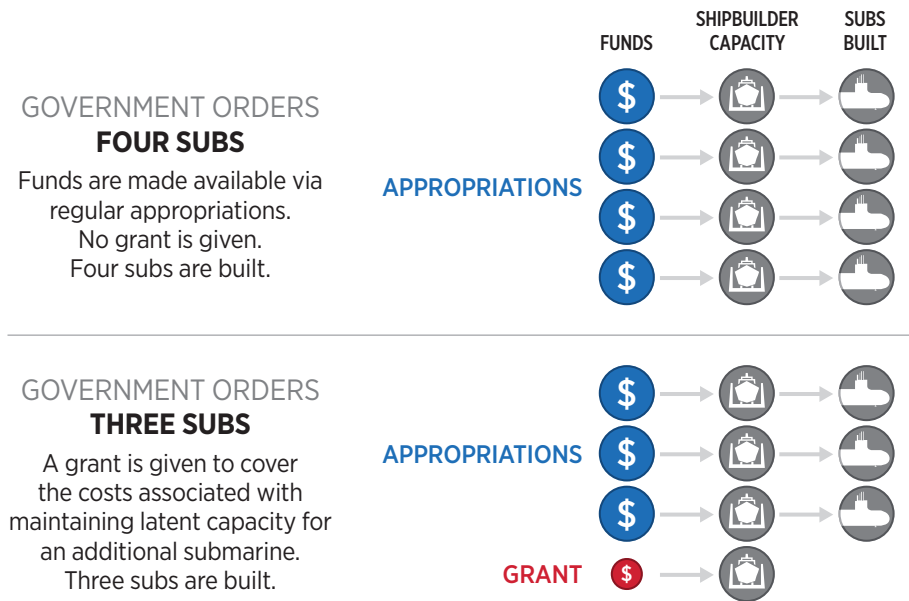 FUNDS
SHIPBUILDER
CAPACITY
SUBS
BUILT
GOVERNMENT ORDERS
FOUR SUBS
Funds are made available via
regular appropriations.
No grant is given.
Four subs are built.
APPROPRIATIONS
$
$
$
$
GOVERNMENT ORDERS
THREE SUBS
A grant is given to cover
the costs associated with
maintaining latent capacity for
an additional submarine.
Three subs are built.
APPROPRIATIONS
$
$
$
GRANT $